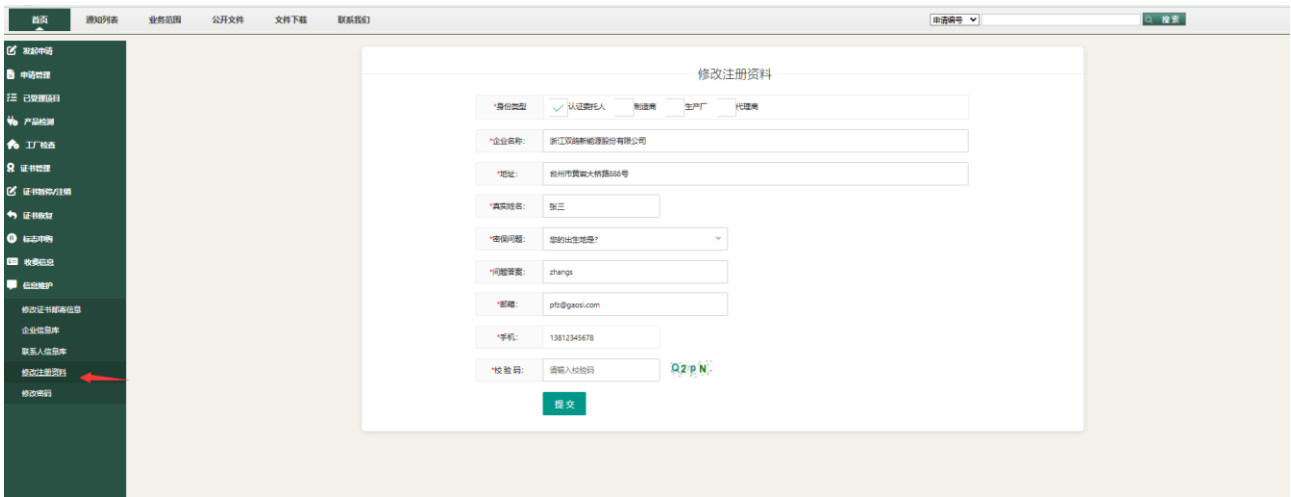 首页 通知列表 业务范围 公开文件 文件下载 联系我们 申请编号 搜索
发起申请
申请管理
已受理项目
产品检测
工厂检查
证书管理
证书暂停/注销
证书恢复
标志申购
收费信息
信息维护
修改证书邮寄信息
企业信息库
联系人信息库
修改注册资料
修改密码
修改注册资料
*身份类型 认证委托人 制造商 生产厂 代理商
*企业名称: 浙江双鸽新能源股份有限公司
*地址: 台州市黄岩大桥路888号
*真实姓名: 张三
*密保问题: 您的出生地是?
*问题答案: zhangs
*邮箱: pfz@gaosi.com
*手机: 13812345678
*校验码: 请输入校验码 Q2PN
提交